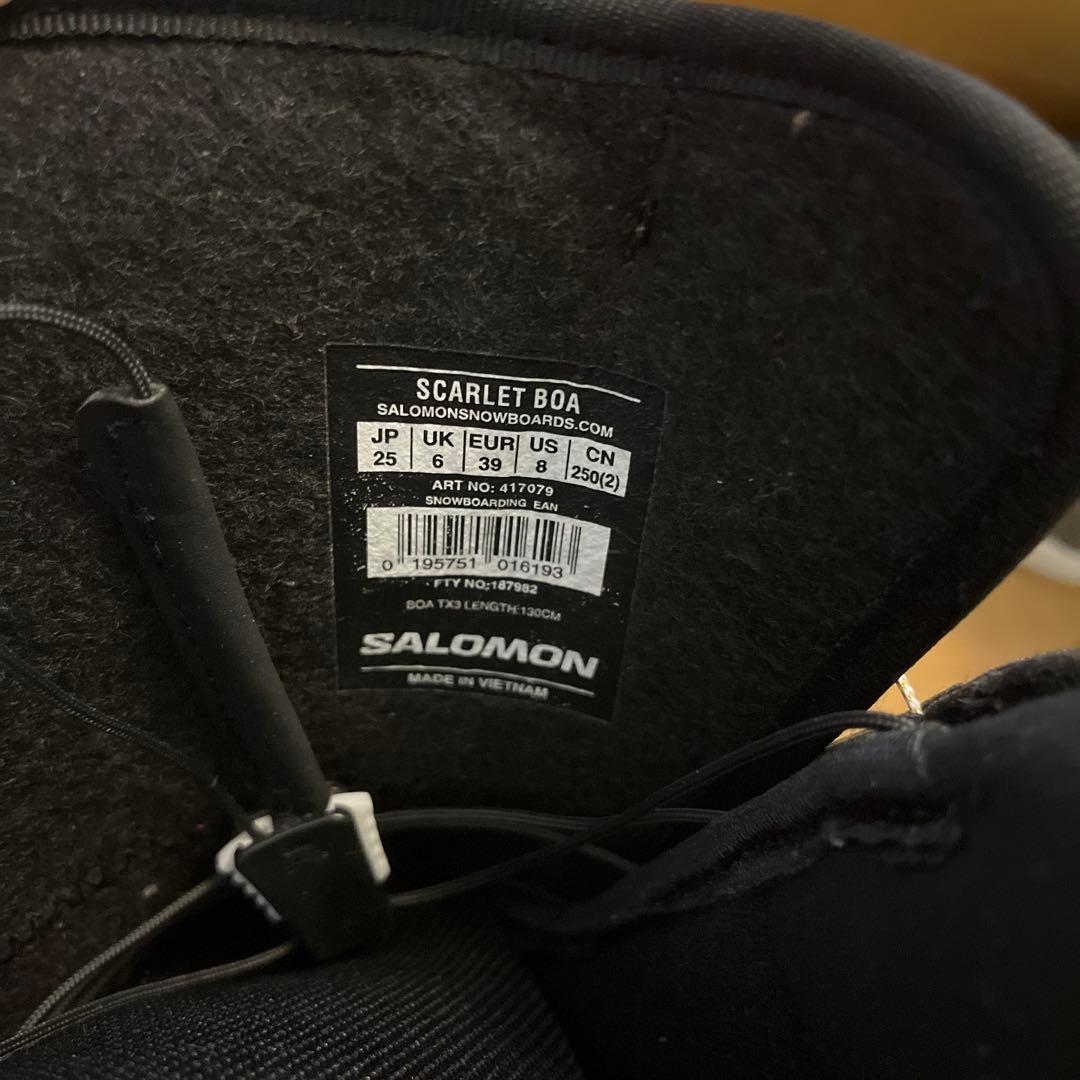 SCARLET BOA
SALOMONSNOWBOARDS.COM
JP UK EUR US CN
25 6 39 8 250(2)
ART NO: 417079
SNOWBOARDING EAN
0 195751 016193
FTY NO:187982
BOA TX3 LENGTH:130CM
SALOMON
MADE IN VIETNAM